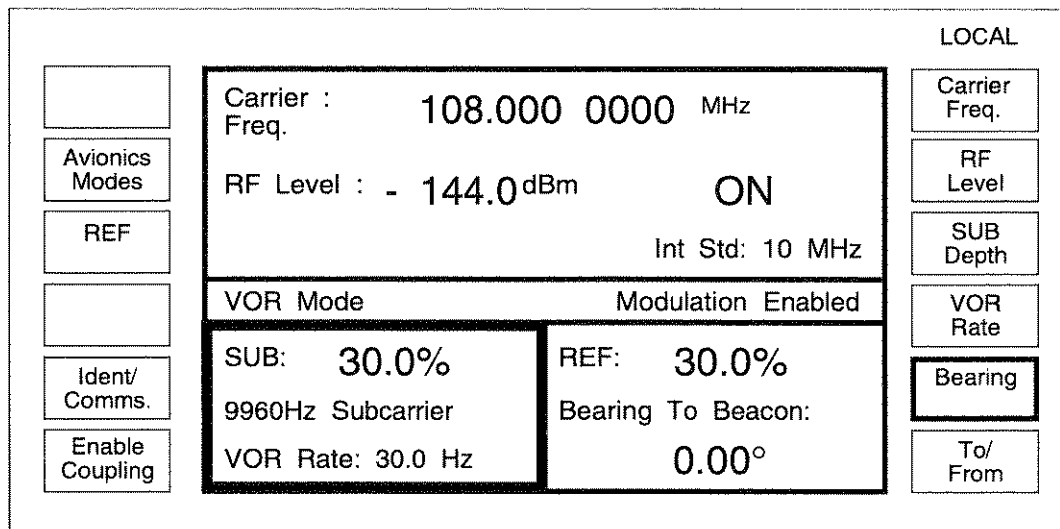 LOCAL
Avionics
Modes
REF
Ident/
Comms.
Enable
Coupling
Carrier :
Freq.
108.000 0000 MHz
RF Level : - 144.0 dBm ON
Int Std: 10 MHz
VOR Mode Modulation Enabled
SUB: 30.0%
9960Hz Subcarrier
VOR Rate: 30.0 Hz
REF: 30.0%
Bearing To Beacon:
0.00°
Carrier
Freq.
RF
Level
SUB
Depth
VOR
Rate
Bearing
To/
From